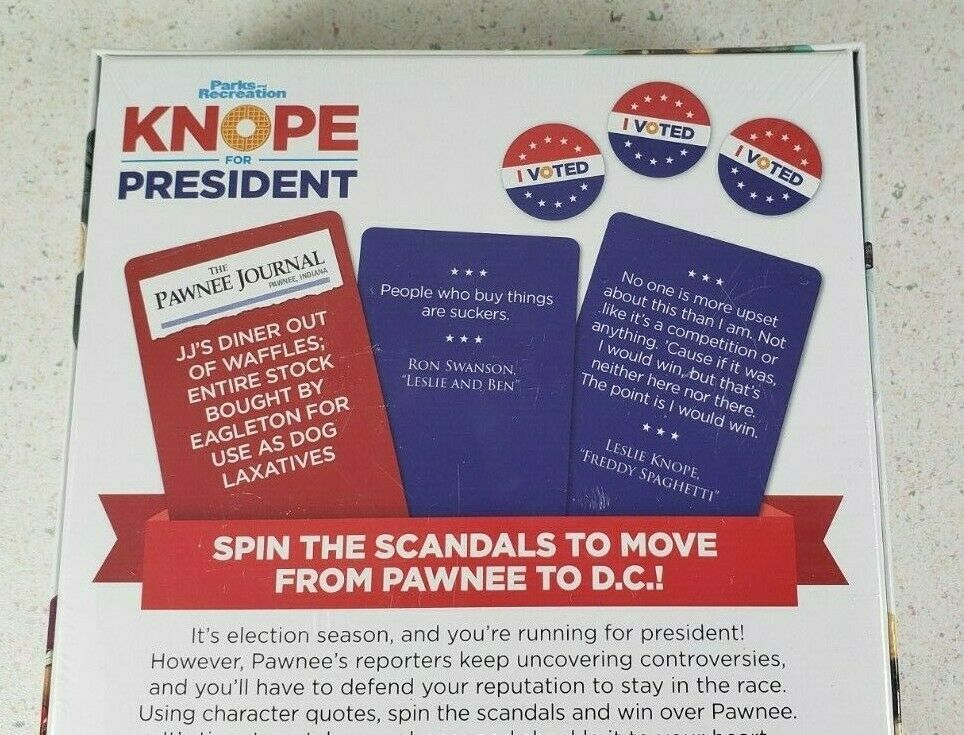 Parks and
Recreation
KNOPE
FOR
PRESIDENT
I VOTED
I VOTED
I VOTED
THE
PAWNEE JOURNAL
PAWNEE, INDIANA
JJ'S DINER OUT
OF WAFFLES;
ENTIRE STOCK
BOUGHT BY
EAGLETON FOR
USE AS DOG
LAXATIVES
People who buy things
are suckers.
RON SWANSON,
"LESLIE AND BEN"
No one is more upset
about this than I am. Not
like it's a competition or
anything. 'Cause if it was,
I would win, but that's
neither here nor there.
The point is I would win.
LESLIE KNOPE,
"FREDDY SPAGHETTI"
SPIN THE SCANDALS TO MOVE
FROM PAWNEE TO D.C.!
It's election season, and you're running for president!
However, Pawnee's reporters keep uncovering controversies,
and you'll have to defend your reputation to stay in the race.
Using character quotes, spin the scandals and win over Pawnee.